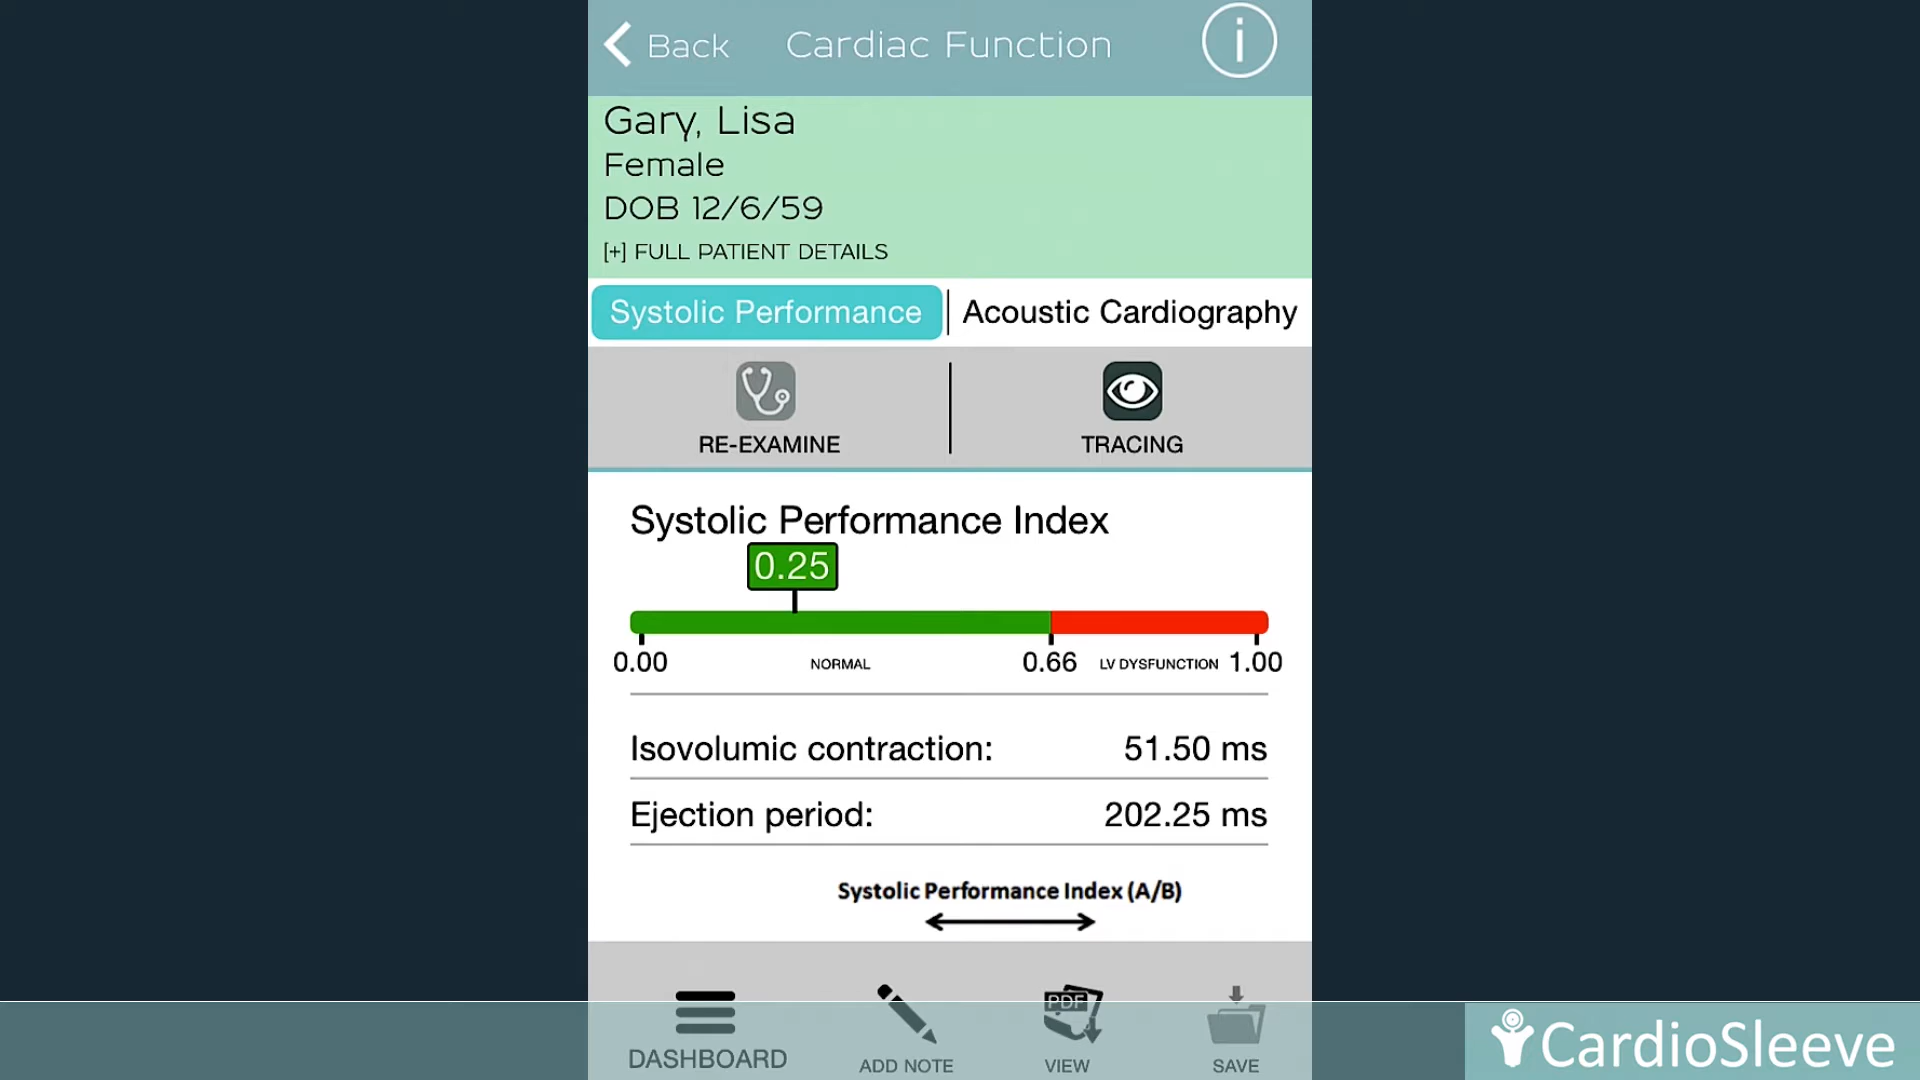 Back Cardiac Function i
Gary, Lisa
Female
DOB 12/6/59
[+] FULL PATIENT DETAILS
Systolic Performance Acoustic Cardiography
RE-EXAMINE TRACING
Systolic Performance Index
0.25
0.00 NORMAL 0.66 LV DYSFUNCTION 1.00
Isovolumic contraction: 51.50 ms
Ejection period: 202.25 ms
Systolic Performance Index (A/B)
PDF
DASHBOARD ADD NOTE VIEW SAVE
CardioSleeve